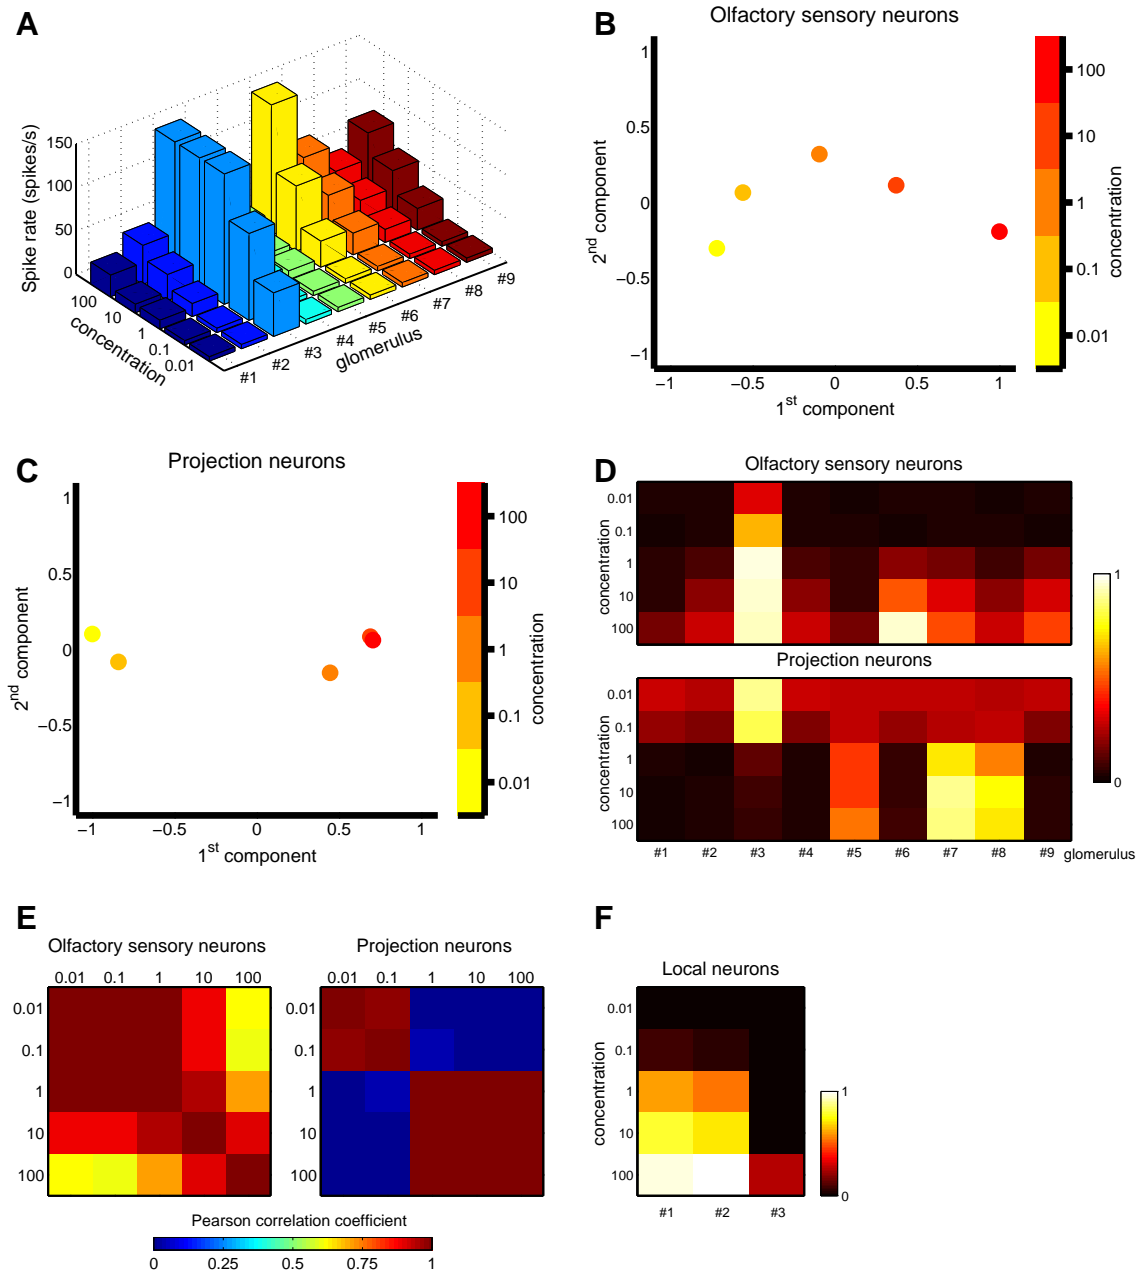 A
Spike rate (spikes/s)
150
100
50
0
100
10
1
0.1
0.01
concentration
#1
#2
#3
#4
#5
#6
#7
#8
#9
glomerulus
B
Olfactory sensory neurons
1
0.5
0
−0.5
−1
2nd component
−1
−0.5
0
0.5
1
1st component
100
10
1
0.1
0.01
concentration
C
Projection neurons
1
0.5
0
−0.5
−1
2nd component
−1
−0.5
0
0.5
1
1st component
100
10
1
0.1
0.01
concentration
D
Olfactory sensory neurons
0.01
0.1
1
10
100
concentration
Projection neurons
0.01
0.1
1
10
100
concentration
#1 #2 #3 #4 #5 #6 #7 #8 #9 glomerulus
1
0
E
Olfactory sensory neurons
0.01 0.1 1 10 100
0.01
0.1
1
10
100
Projection neurons
0.01 0.1 1 10 100
0.01
0.1
1
10
100
Pearson correlation coefficient
0 0.25 0.5 0.75 1
F
Local neurons
0.01
0.1
1
10
100
concentration
#1 #2 #3
1
0